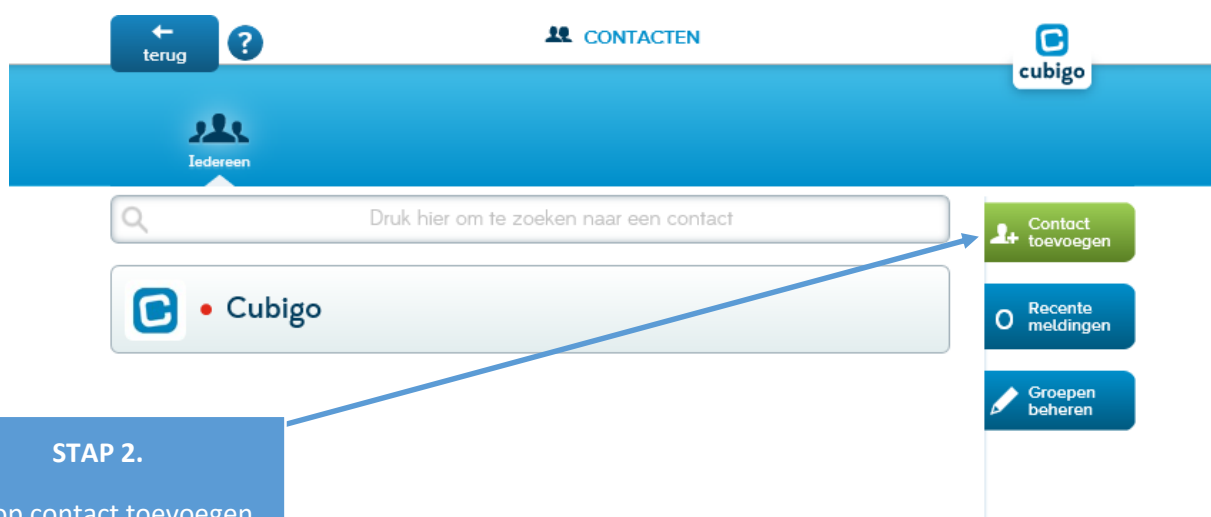 terug
?
CONTACTEN
cubigo
Iedereen
Druk hier om te zoeken naar een contact
Contact
toevoegen
Cubigo
0 Recente
meldingen
Groepen
beheren
STAP 2.
op contact toevoegen